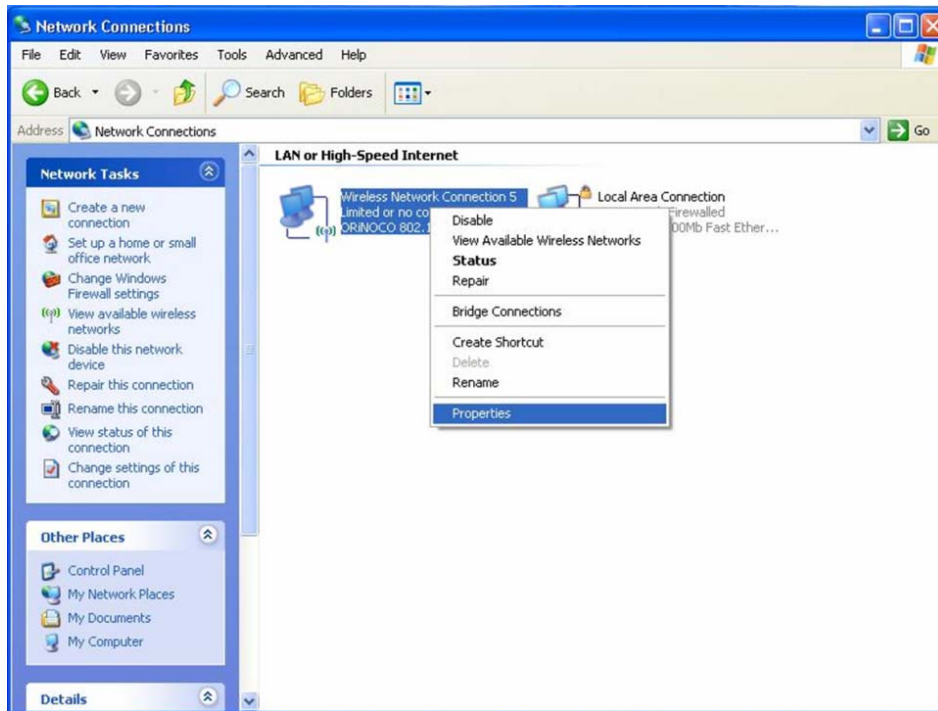 Network Connections
File Edit View Favorites Tools Advanced Help
Back Search Folders
Address Network Connections Go
Network Tasks
Create a new
connection
Set up a home or small
office network
Change Windows
Firewall settings
View available wireless
networks
Disable this network
device
Repair this connection
Rename this connection
View status of this
connection
Change settings of this
connection
Other Places
Control Panel
My Network Places
My Documents
My Computer
Details
LAN or High-Speed Internet
Wireless Network Connection 5
Limited or no co
ORiNOCO 802.1
Local Area Connection
Firewalled
00Mb Fast Ether...
Disable
View Available Wireless Networks
Status
Repair
Bridge Connections
Create Shortcut
Delete
Rename
Properties